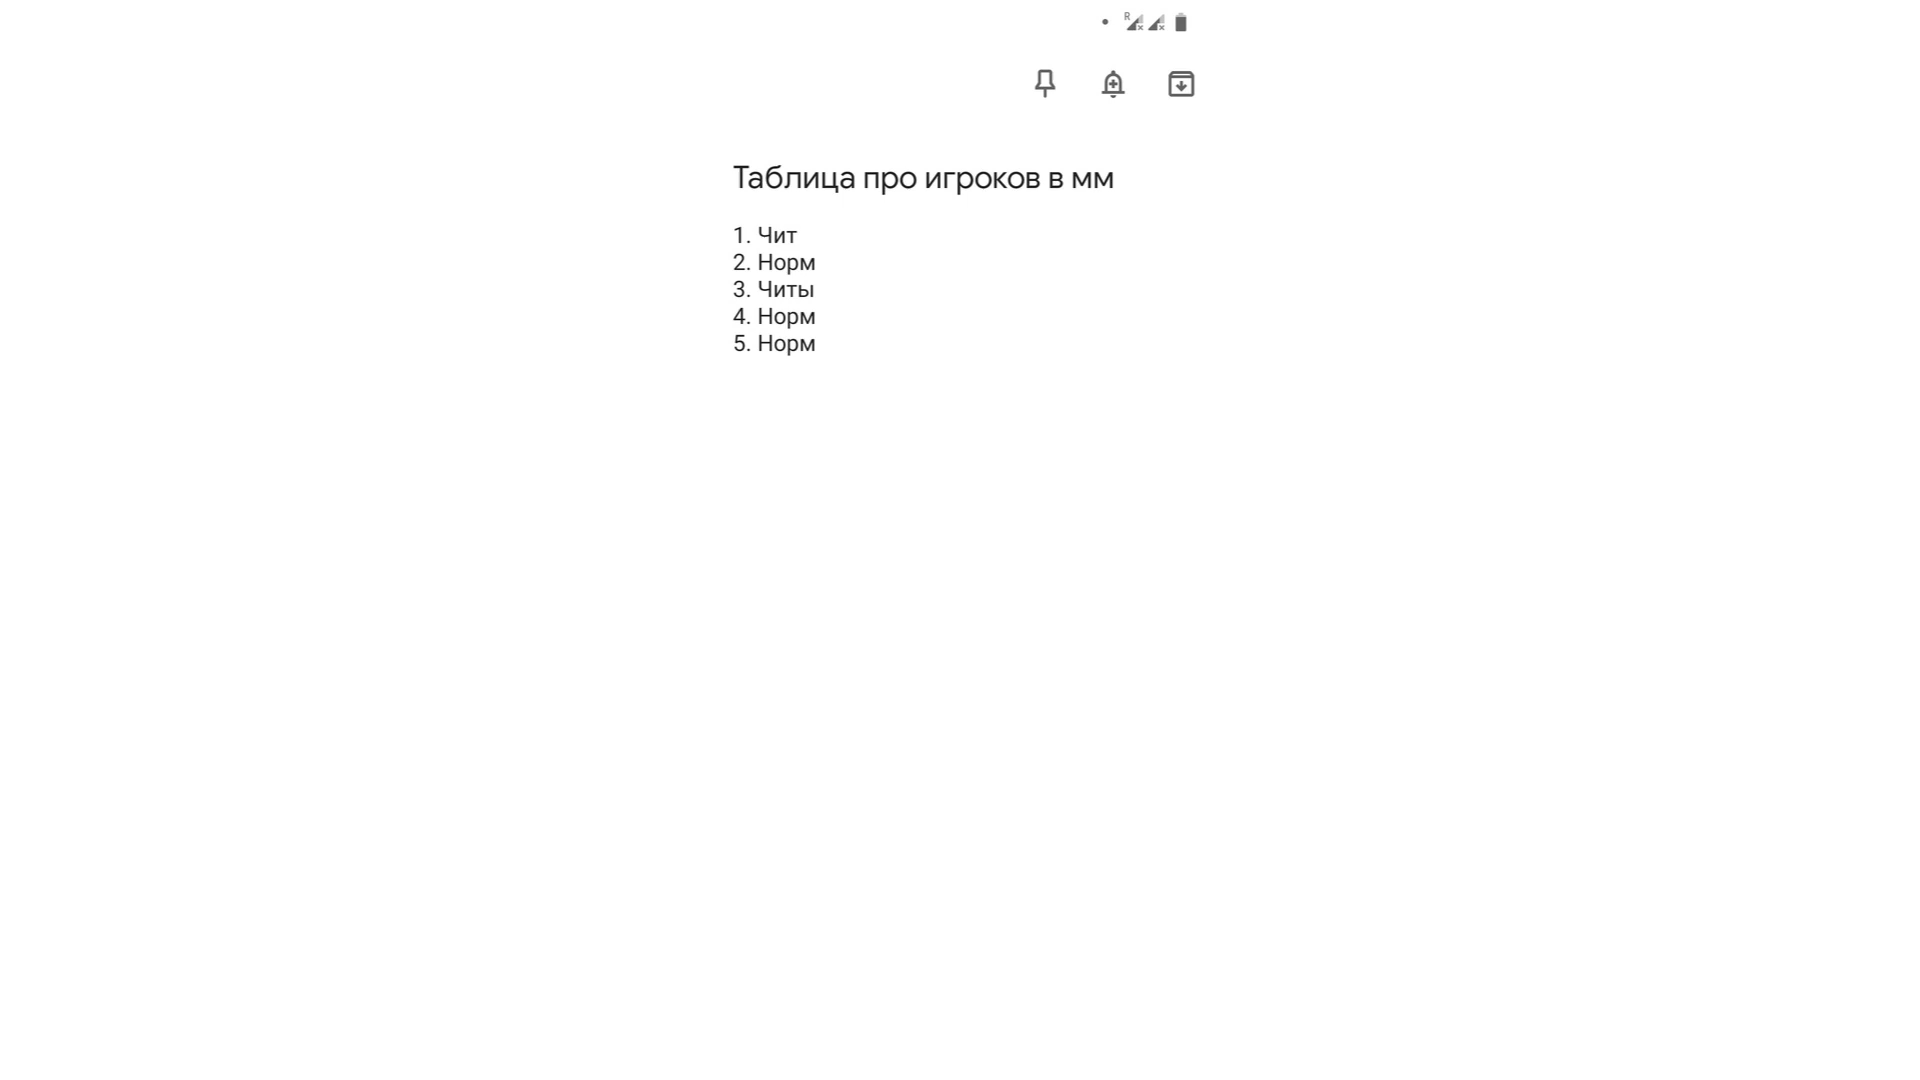 R
Таблица про игроков в мм
1. Чит
2. Норм
3. Читы
4. Норм
5. Норм